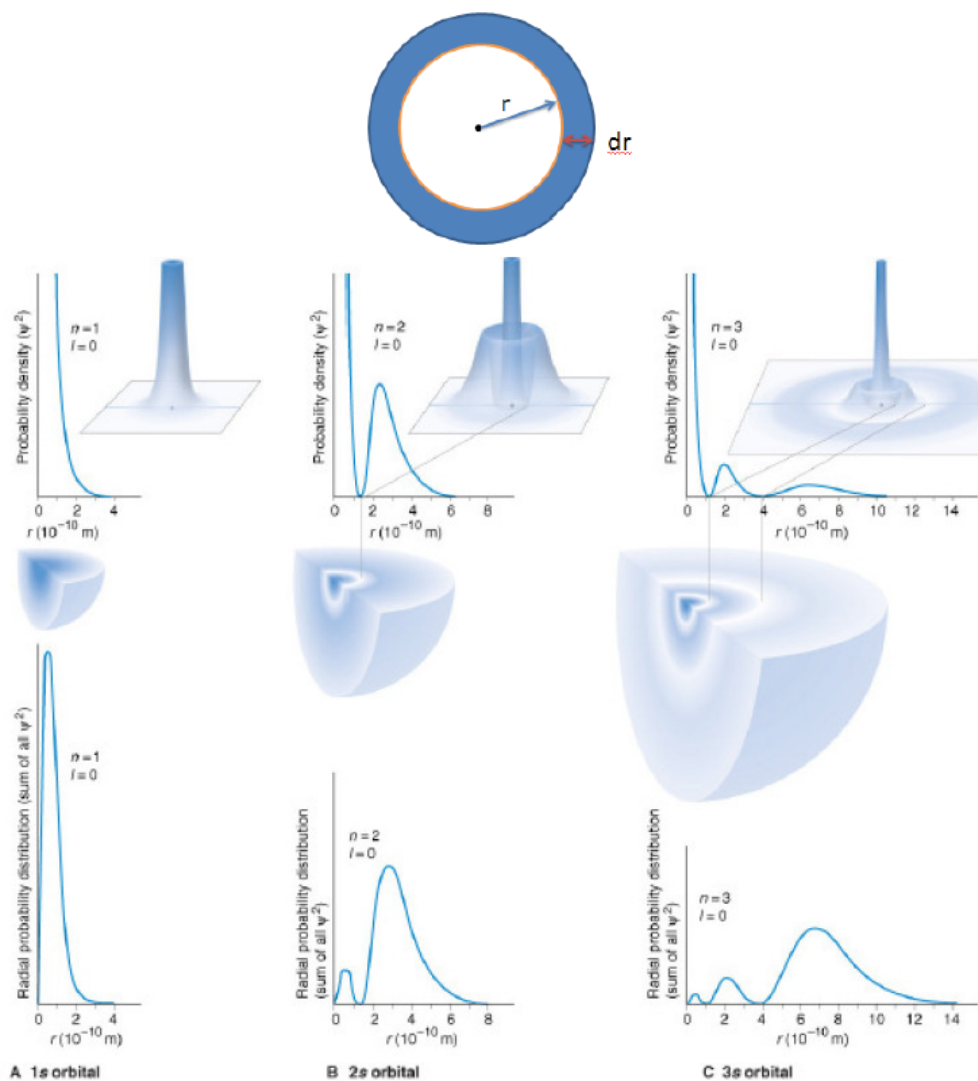 r
dr
Probability density (ψ²)
n=1
l=0
0 2 4
r (10⁻¹⁰ m)
Probability density (ψ²)
n=2
l=0
0 2 4 6 8
r (10⁻¹⁰ m)
Probability density (ψ²)
n=3
l=0
0 2 4 6 8 10 12 14
r (10⁻¹⁰ m)
Radial probability distribution (sum of all ψ²)
n=1
l=0
0 2 4
r (10⁻¹⁰ m)
Radial probability distribution
(sum of all ψ²)
n=2
l=0
0 2 4 6 8
r (10⁻¹⁰ m)
Radial probability distribution
(sum of all ψ²)
n=3
l=0
0 2 4 6 8 10 12 14
r (10⁻¹⁰ m)
A 1s orbital
B 2s orbital
C 3s orbital